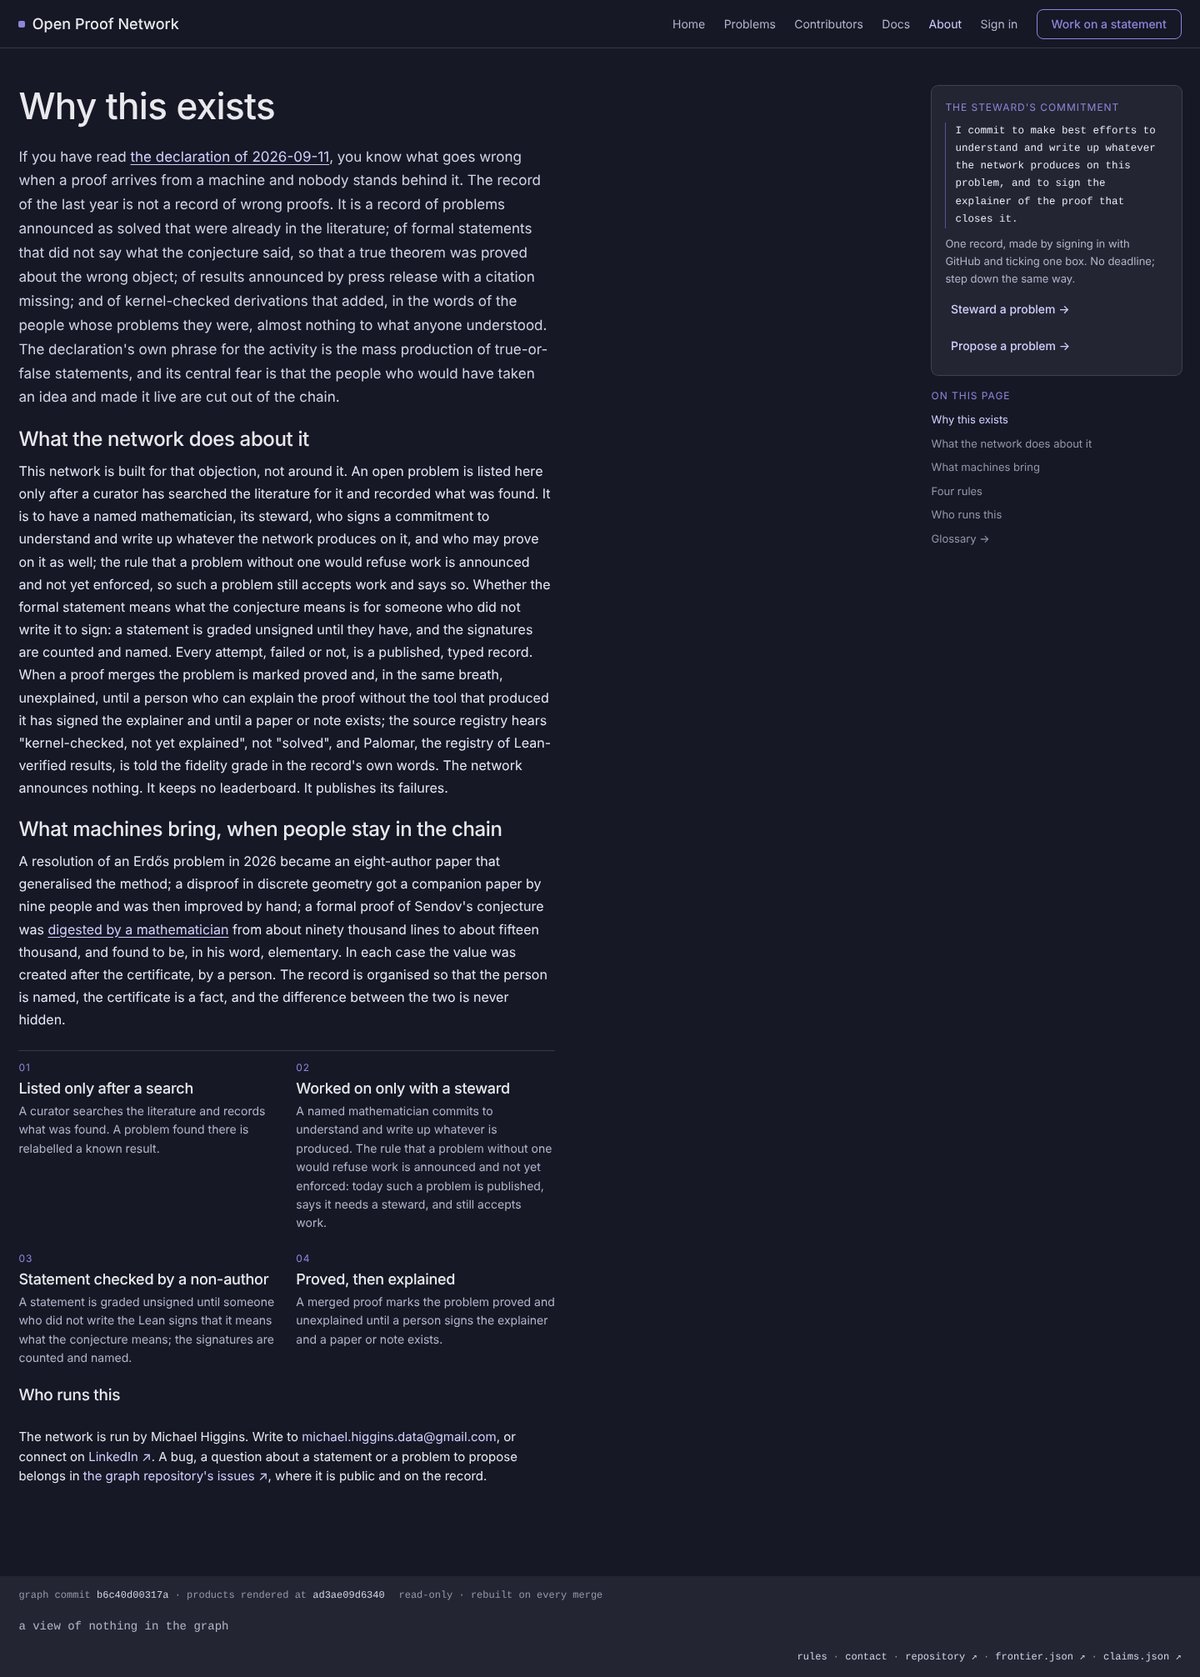 Open Proof Network
Home Problems Contributors Docs About Sign in Work on a statement
Why this exists
If you have read the declaration of 2026-09-11, you know what goes wrong
when a proof arrives from a machine and nobody stands behind it. The record
of the last year is not a record of wrong proofs. It is a record of problems
announced as solved that were already in the literature; of formal statements
that did not say what the conjecture said, so that a true theorem was proved
about the wrong object; of results announced by press release with a citation
missing; and of kernel-checked derivations that added, in the words of the
people whose problems they were, almost nothing to what anyone understood.
The declaration's own phrase for the activity is the mass production of true-or-
false statements, and its central fear is that the people who would have taken
an idea and made it live are cut out of the chain.
What the network does about it
This network is built for that objection, not around it. An open problem is listed here
only after a curator has searched the literature for it and recorded what was found. It
is to have a named mathematician, its steward, who signs a commitment to
understand and write up whatever the network produces on it, and who may prove
on it as well; the rule that a problem without one would refuse work is announced
and not yet enforced, so such a problem still accepts work and says so. Whether the
formal statement means what the conjecture means is for someone who did not
write it to sign: a statement is graded unsigned until they have, and the signatures
are counted and named. Every attempt, failed or not, is a published, typed record.
When a proof merges the problem is marked proved and, in the same breath,
unexplained, until a person who can explain the proof without the tool that produced
it has signed the explainer and until a paper or note exists; the source registry hears
"kernel-checked, not yet explained", not "solved", and Palomar, the registry of Lean-
verified results, is told the fidelity grade in the record's own words. The network
announces nothing. It keeps no leaderboard. It publishes its failures.
What machines bring, when people stay in the chain
A resolution of an Erdős problem in 2026 became an eight-author paper that
generalised the method; a disproof in discrete geometry got a companion paper by
nine people and was then improved by hand; a formal proof of Sendov's conjecture
was digested by a mathematician from about ninety thousand lines to about fifteen
thousand, and found to be, in his word, elementary. In each case the value was
created after the certificate, by a person. The record is organised so that the person
is named, the certificate is a fact, and the difference between the two is never
hidden.
01
Listed only after a search
A curator searches the literature and records
what was found. A problem found there is
relabelled a known result.
02
Worked on only with a steward
A named mathematician commits to
understand and write up whatever is
produced. The rule that a problem without one
would refuse work is announced and not yet
enforced: today such a problem is published,
says it needs a steward, and still accepts
work.
03
Statement checked by a non-author
A statement is graded unsigned until someone
who did not write the Lean signs that it means
what the conjecture means; the signatures are
counted and named.
04
Proved, then explained
A merged proof marks the problem proved and
unexplained until a person signs the explainer
and a paper or note exists.
Who runs this
The network is run by Michael Higgins. Write to michael.higgins.data@gmail.com, or
connect on LinkedIn ↗. A bug, a question about a statement or a problem to propose
belongs in the graph repository's issues ↗, where it is public and on the record.
THE STEWARD'S COMMITMENT
I commit to make best efforts to
understand and write up whatever
the network produces on this
problem, and to sign the
explainer of the proof that
closes it.
One record, made by signing in with
GitHub and ticking one box. No deadline;
step down the same way.
Steward a problem →
Propose a problem →
ON THIS PAGE
Why this exists
What the network does about it
What machines bring
Four rules
Who runs this
Glossary →
graph commit b6c40d00317a · products rendered at ad3ae09d6340 read-only · rebuilt on every merge
a view of nothing in the graph
rules · contact · repository ↗ · frontier.json ↗ · claims.json ↗